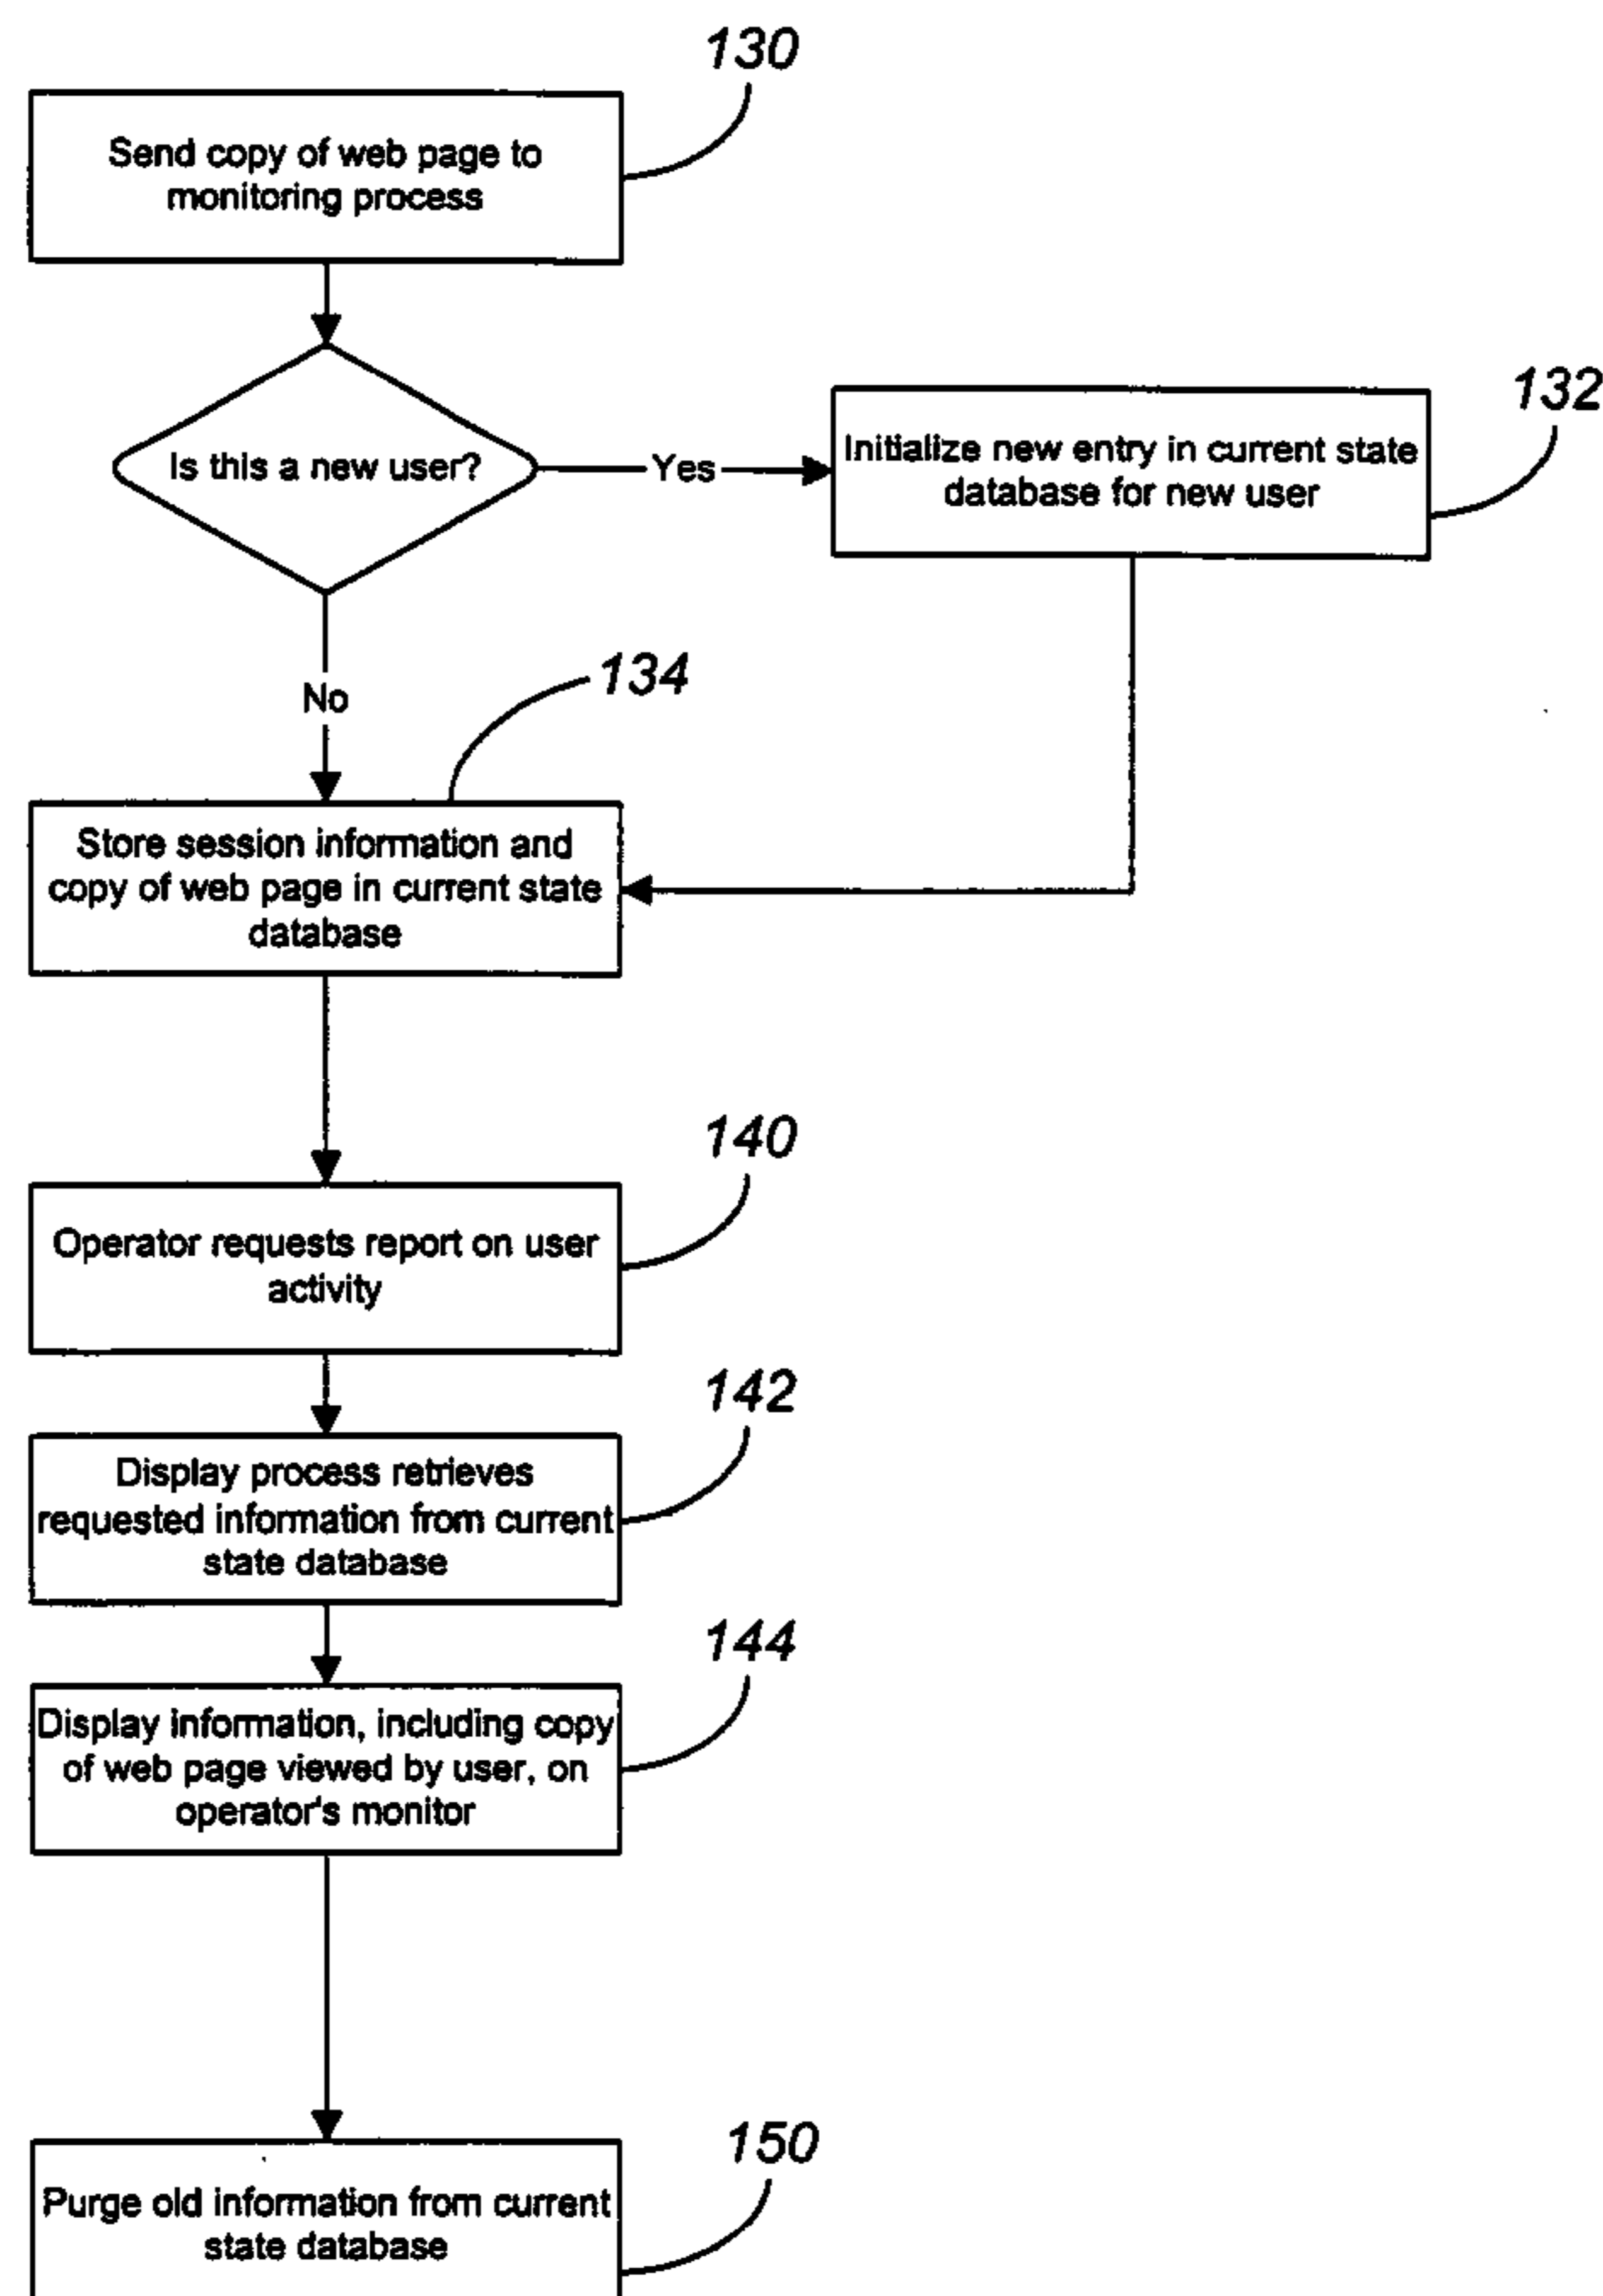 130
Send copy of web page to
monitoring process
132
Is this a new user?
Yes
Initialize new entry in current state
database for new user
134
No
Store session information and
copy of web page in current state
database
140
Operator requests report on user
activity
142
Display process retrieves
requested information from current
state database
144
Display information, including copy
of web page viewed by user, on
operator's monitor
150
Purge old information from current
state database